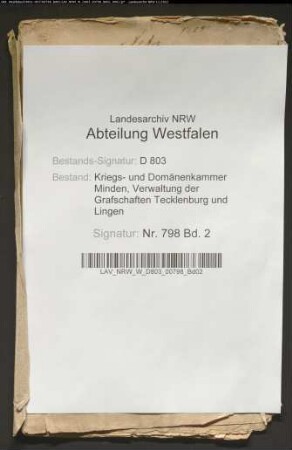 Landesarchiv NRW
Abteilung Westfalen
Bestands-Signatur: D 803
Bestand: Kriegs- und Domänenkammer
Minden, Verwaltung der
Grafschaften Tecklenburg und
Lingen
Signatur: Nr. 798 Bd. 2
LAV_NRW_W_D803_00798_Bd02